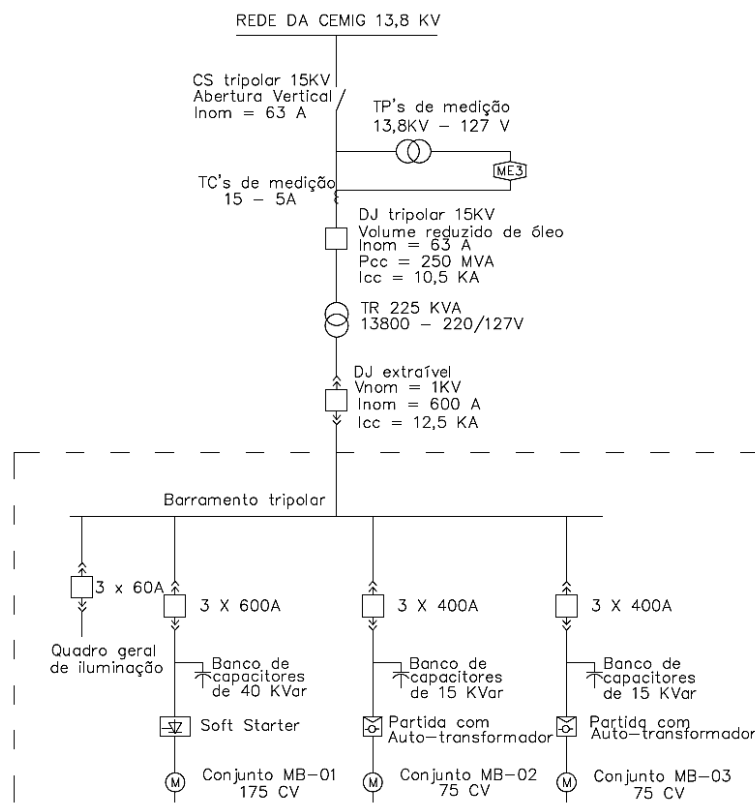 REDE DA CEMIG 13,8 KV
CS tripolar 15KV
Abertura Vertical
Inom = 63 A
TP's de medição
13,8KV - 127 V
ME3
TC's de medição
15 - 5A
DJ tripolar 15KV
Volume reduzido de óleo
Inom = 63 A
Pcc = 250 MVA
Icc = 10,5 KA
TR 225 KVA
13800 - 220/127V
DJ extraível
Vnom = 1KV
Inom = 600 A
Icc = 12,5 KA
Barramento tripolar
3 x 60A
3 X 600A
3 X 400A
3 X 400A
Quadro geral
de iluminação
Banco de
capacitores
de 40 KVar
Banco de
capacitores
de 15 KVar
Banco de
capacitores
de 15 KVar
Soft Starter
Partida com
Auto-transformador
Partida com
Auto-transformador
M
Conjunto MB-01
175 CV
M
Conjunto MB-02
75 CV
M
Conjunto MB-03
75 CV